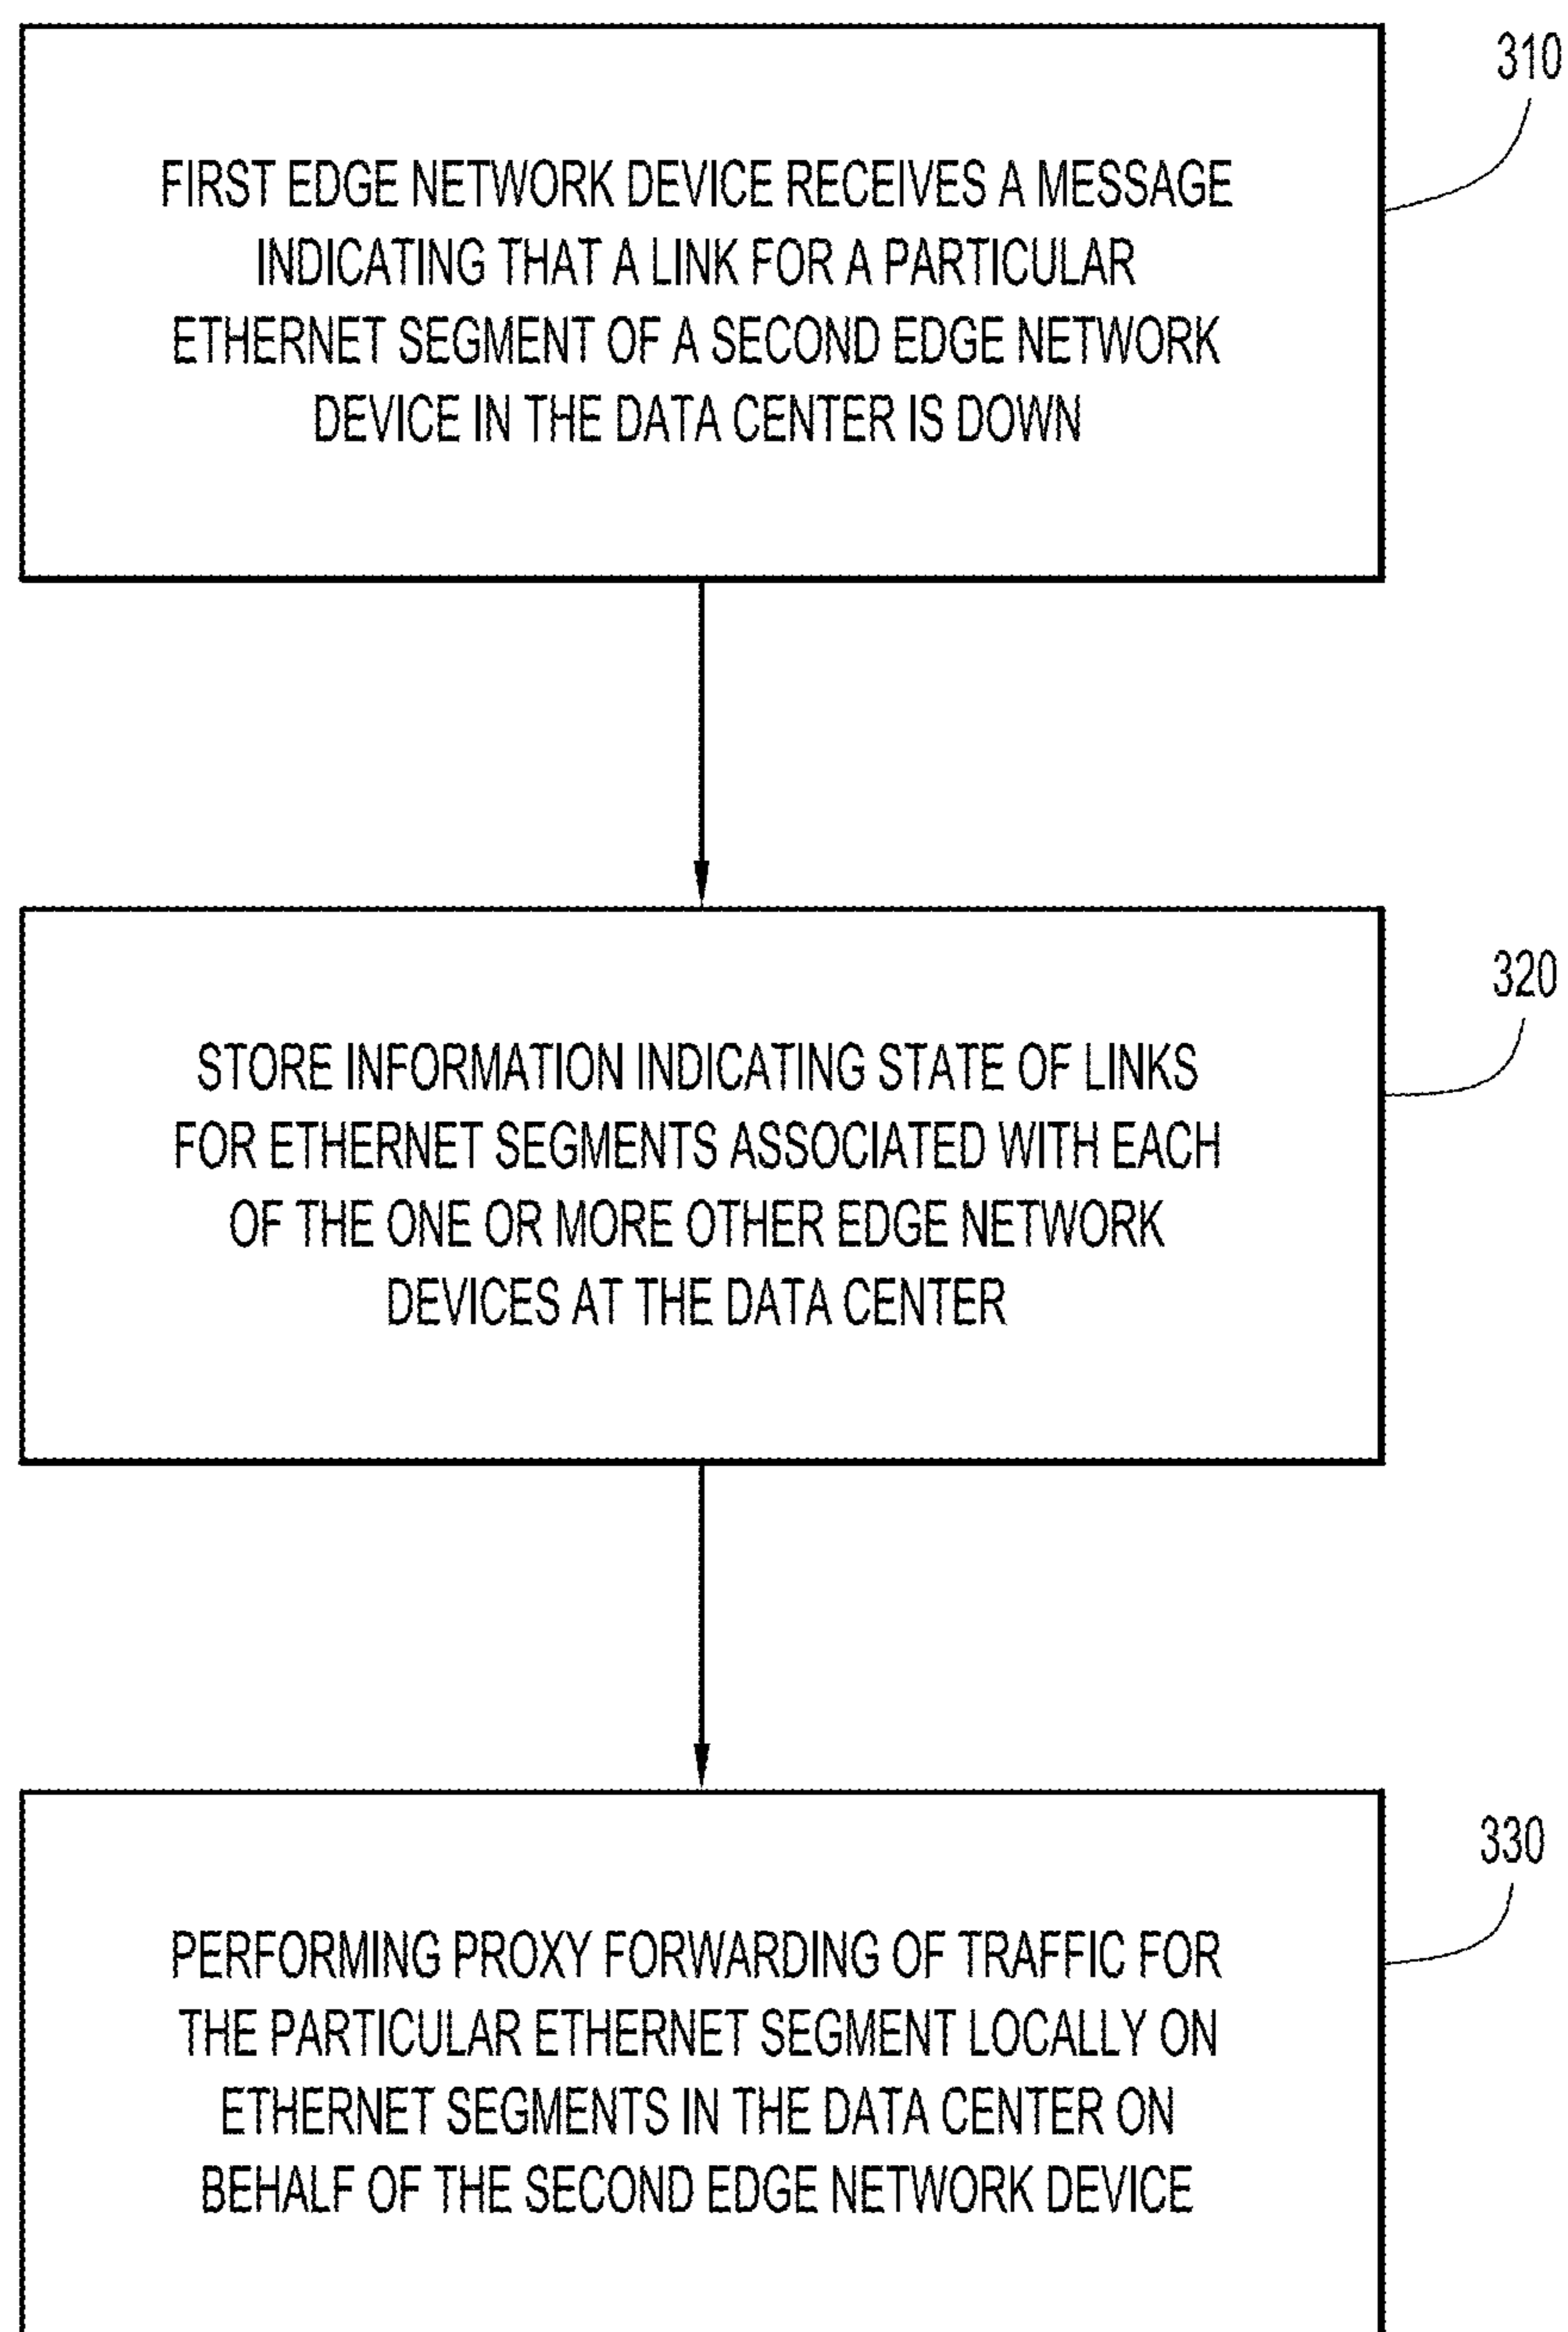 310
FIRST EDGE NETWORK DEVICE RECEIVES A MESSAGE
INDICATING THAT A LINK FOR A PARTICULAR
ETHERNET SEGMENT OF A SECOND EDGE NETWORK
DEVICE IN THE DATA CENTER IS DOWN
320
STORE INFORMATION INDICATING STATE OF LINKS
FOR ETHERNET SEGMENTS ASSOCIATED WITH EACH
OF THE ONE OR MORE OTHER EDGE NETWORK
DEVICES AT THE DATA CENTER
330
PERFORMING PROXY FORWARDING OF TRAFFIC FOR
THE PARTICULAR ETHERNET SEGMENT LOCALLY ON
ETHERNET SEGMENTS IN THE DATA CENTER ON
BEHALF OF THE SECOND EDGE NETWORK DEVICE